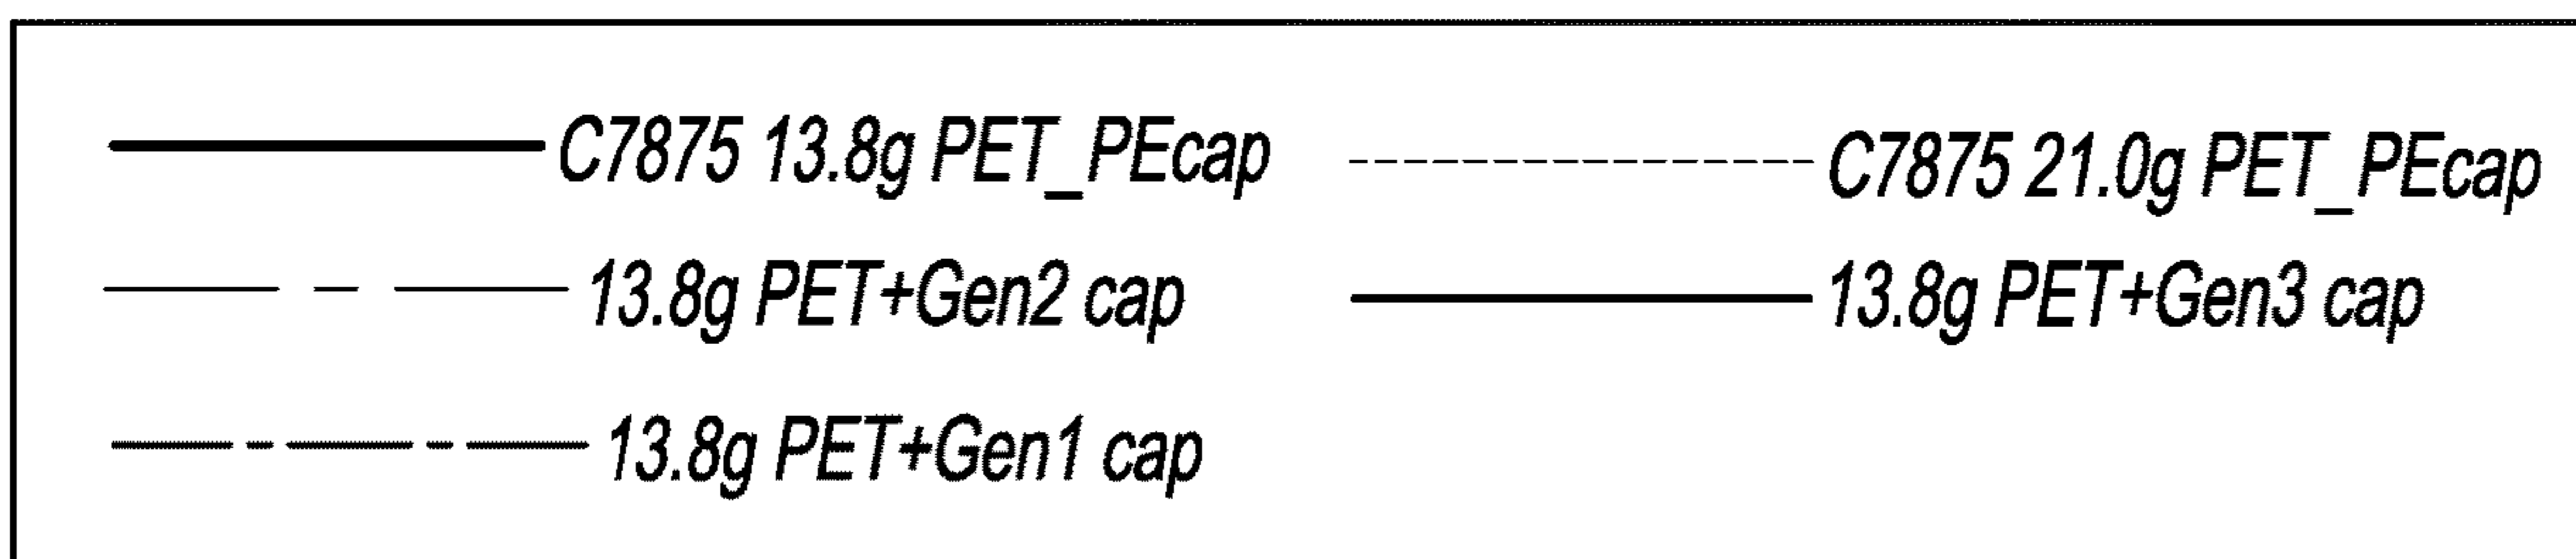 C7875 13.8g PET_PEcap
C7875 21.0g PET_PEcap
13.8g PET+Gen2 cap
13.8g PET+Gen3 cap
13.8g PET+Gen1 cap